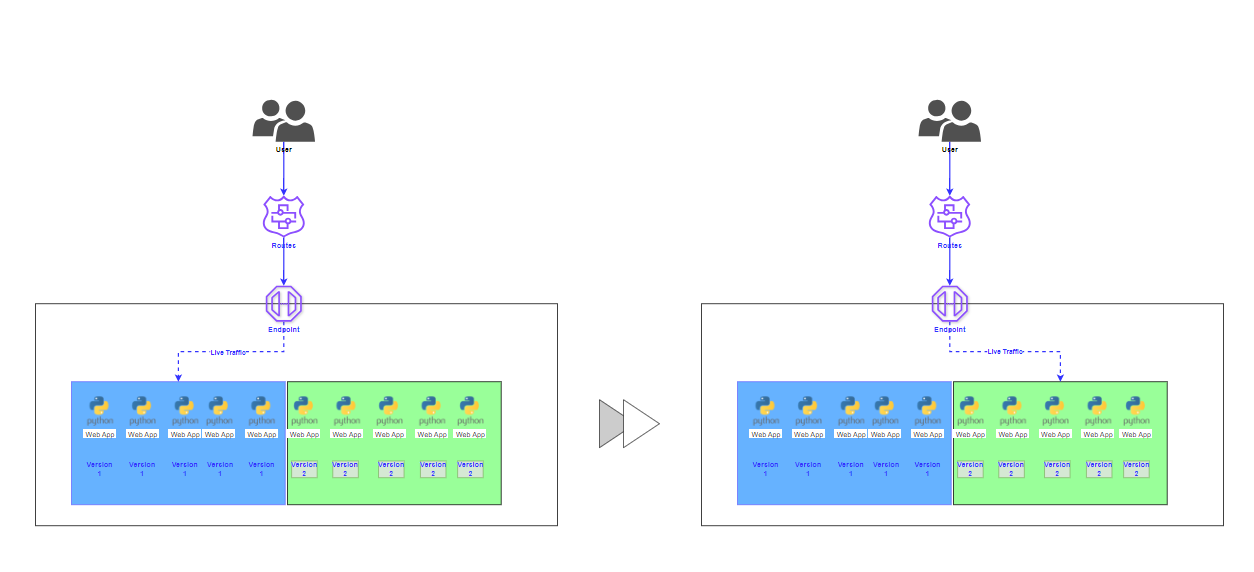 User
User
Routes
Routes
Endpoint
Endpoint
Live Traffic
Live Traffic
python python python python python python python python python python
python python python python python python python python python python
Web App Web App Web App Web App Web App Web App Web App Web App Web App Web App
Web App Web App Web App Web App Web App Web App Web App Web App Web App Web App
Version Version Version Version Version Version Version Version Version Version
1 1 1 1 1 2 2 2 2 2
Version Version Version Version Version Version Version Version Version Version
1 1 1 1 1 2 2 2 2 2